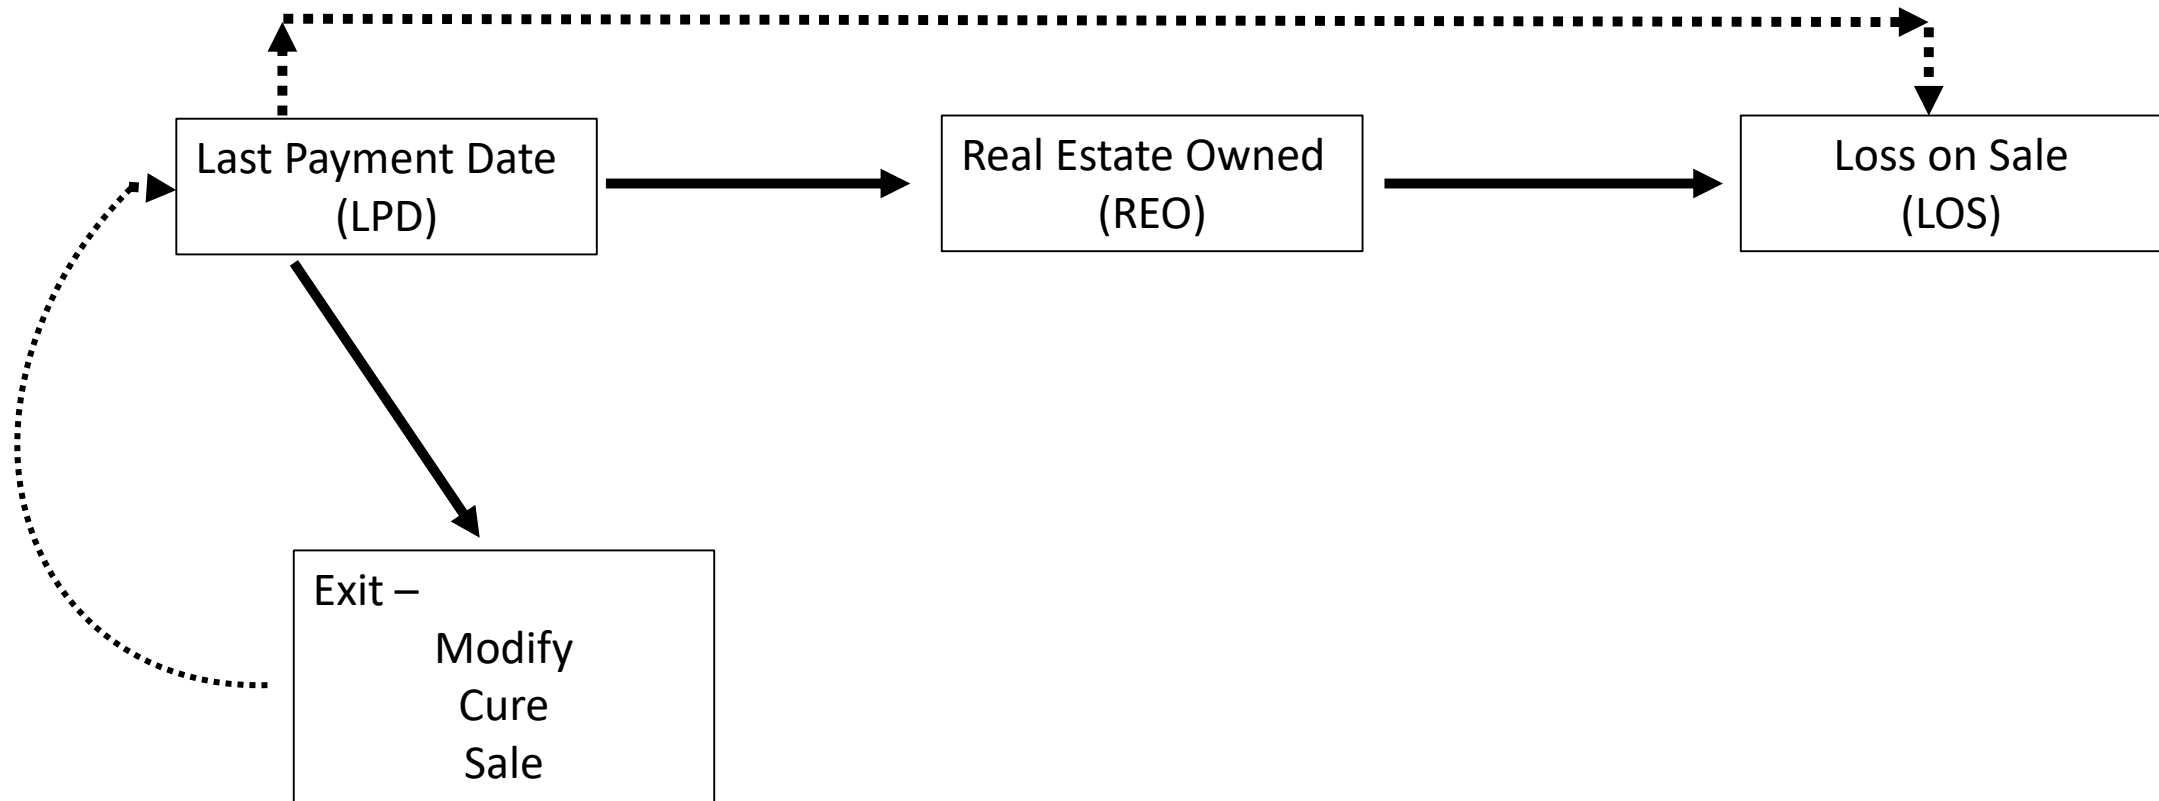 Last Payment Date
(LPD)
Real Estate Owned
(REO)
Loss on Sale
(LOS)
Exit –
Modify
Cure
Sale